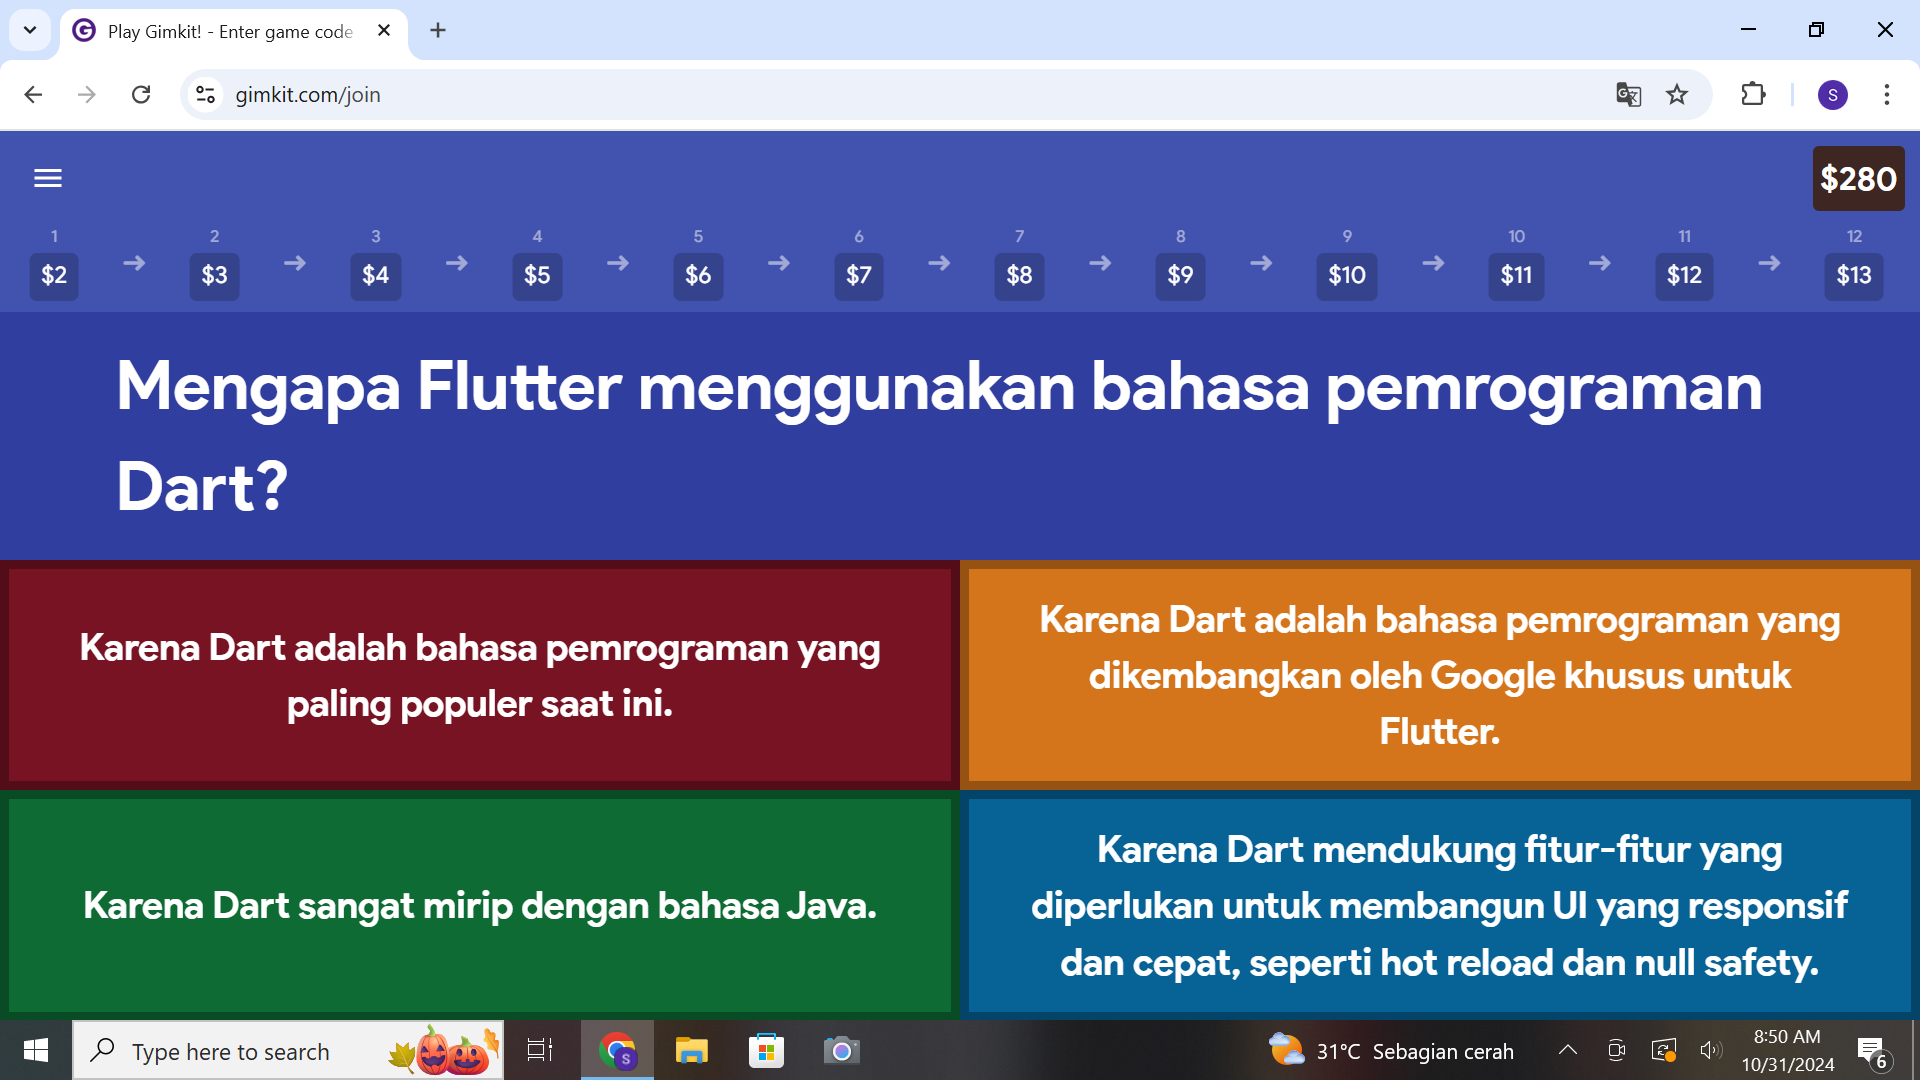 Play Gimkit! - Enter game code
gimkit.com/join
S
$280
1 2 3 4 5 6 7 8 9 10 11 12
$2 $3 $4 $5 $6 $7 $8 $9 $10 $11 $12 $13
Mengapa Flutter menggunakan bahasa pemrograman
Dart?
Karena Dart adalah bahasa pemrograman yang
paling populer saat ini.
Karena Dart adalah bahasa pemrograman yang
dikembangkan oleh Google khusus untuk
Flutter.
Karena Dart sangat mirip dengan bahasa Java.
Karena Dart mendukung fitur-fitur yang
diperlukan untuk membangun UI yang responsif
dan cepat, seperti hot reload dan null safety.
Type here to search
S
31°C Sebagian cerah
8:50 AM
10/31/2024
6